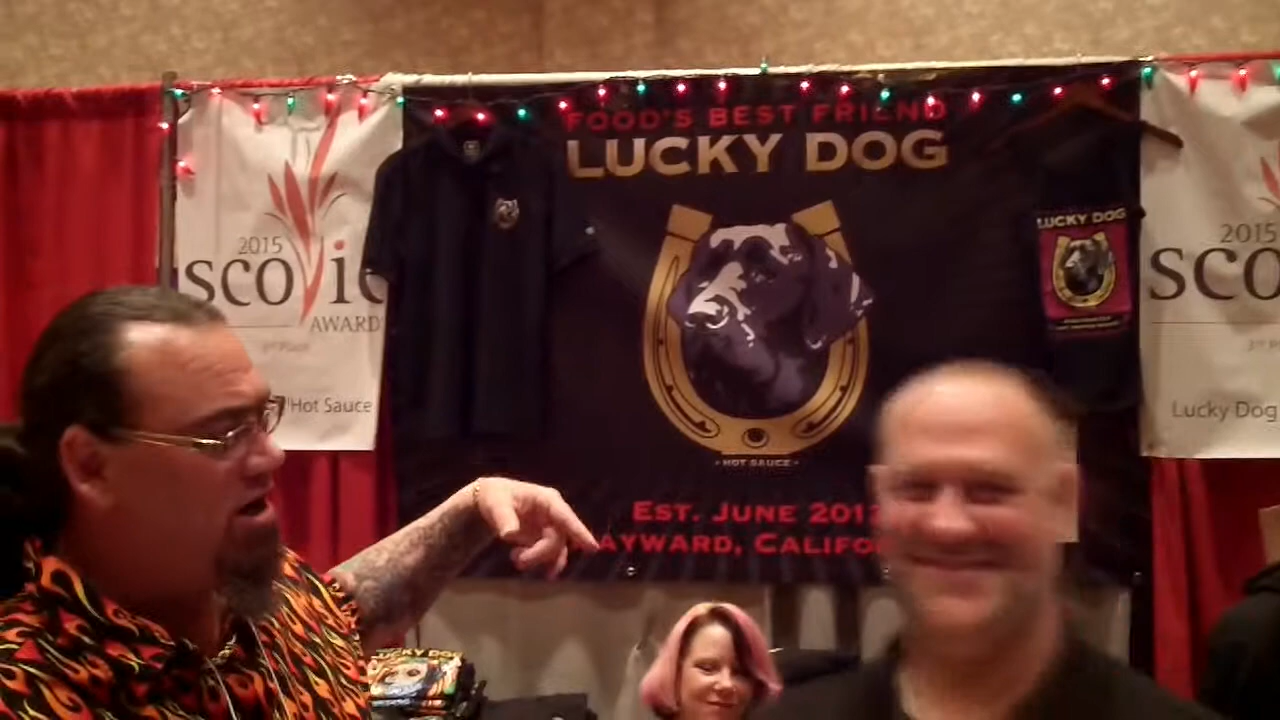 FOOD'S BEST FRIEND
LUCKY DOG
HOT SAUCE
EST. JUNE 201
AYWARD, CALIFO
2015
SCOVIE
AWARD
Hot Sauce
LUCKY DOG
2015
SCO
Lucky Dog
LUCKY DOG